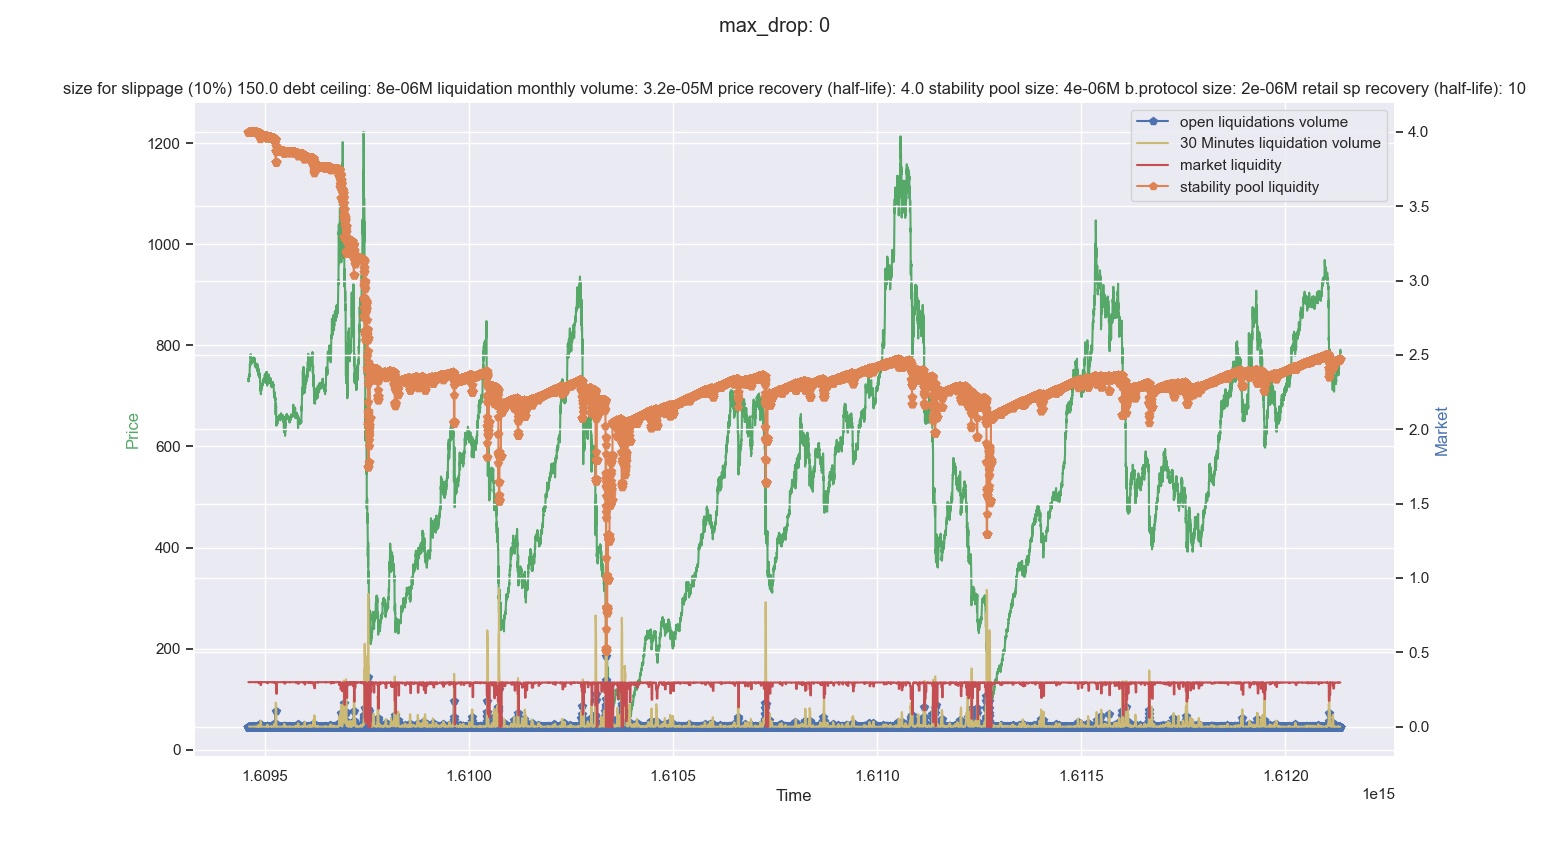 max_drop: 0
size for slippage (10%) 150.0 debt ceiling: 8e-06M liquidation monthly volume: 3.2e-05M price recovery (half-life): 4.0 stability pool size: 4e-06M b.protocol size: 2e-06M retail sp recovery (half-life): 10
open liquidations volume
30 Minutes liquidation volume
market liquidity
stability pool liquidity
1200
1000
800
600
400
200
0
Price
4.0
3.5
3.0
2.5
2.0
1.5
1.0
0.5
0.0
Market
1.6095 1.6100 1.6105 1.6110 1.6115 1.6120
1e15
Time